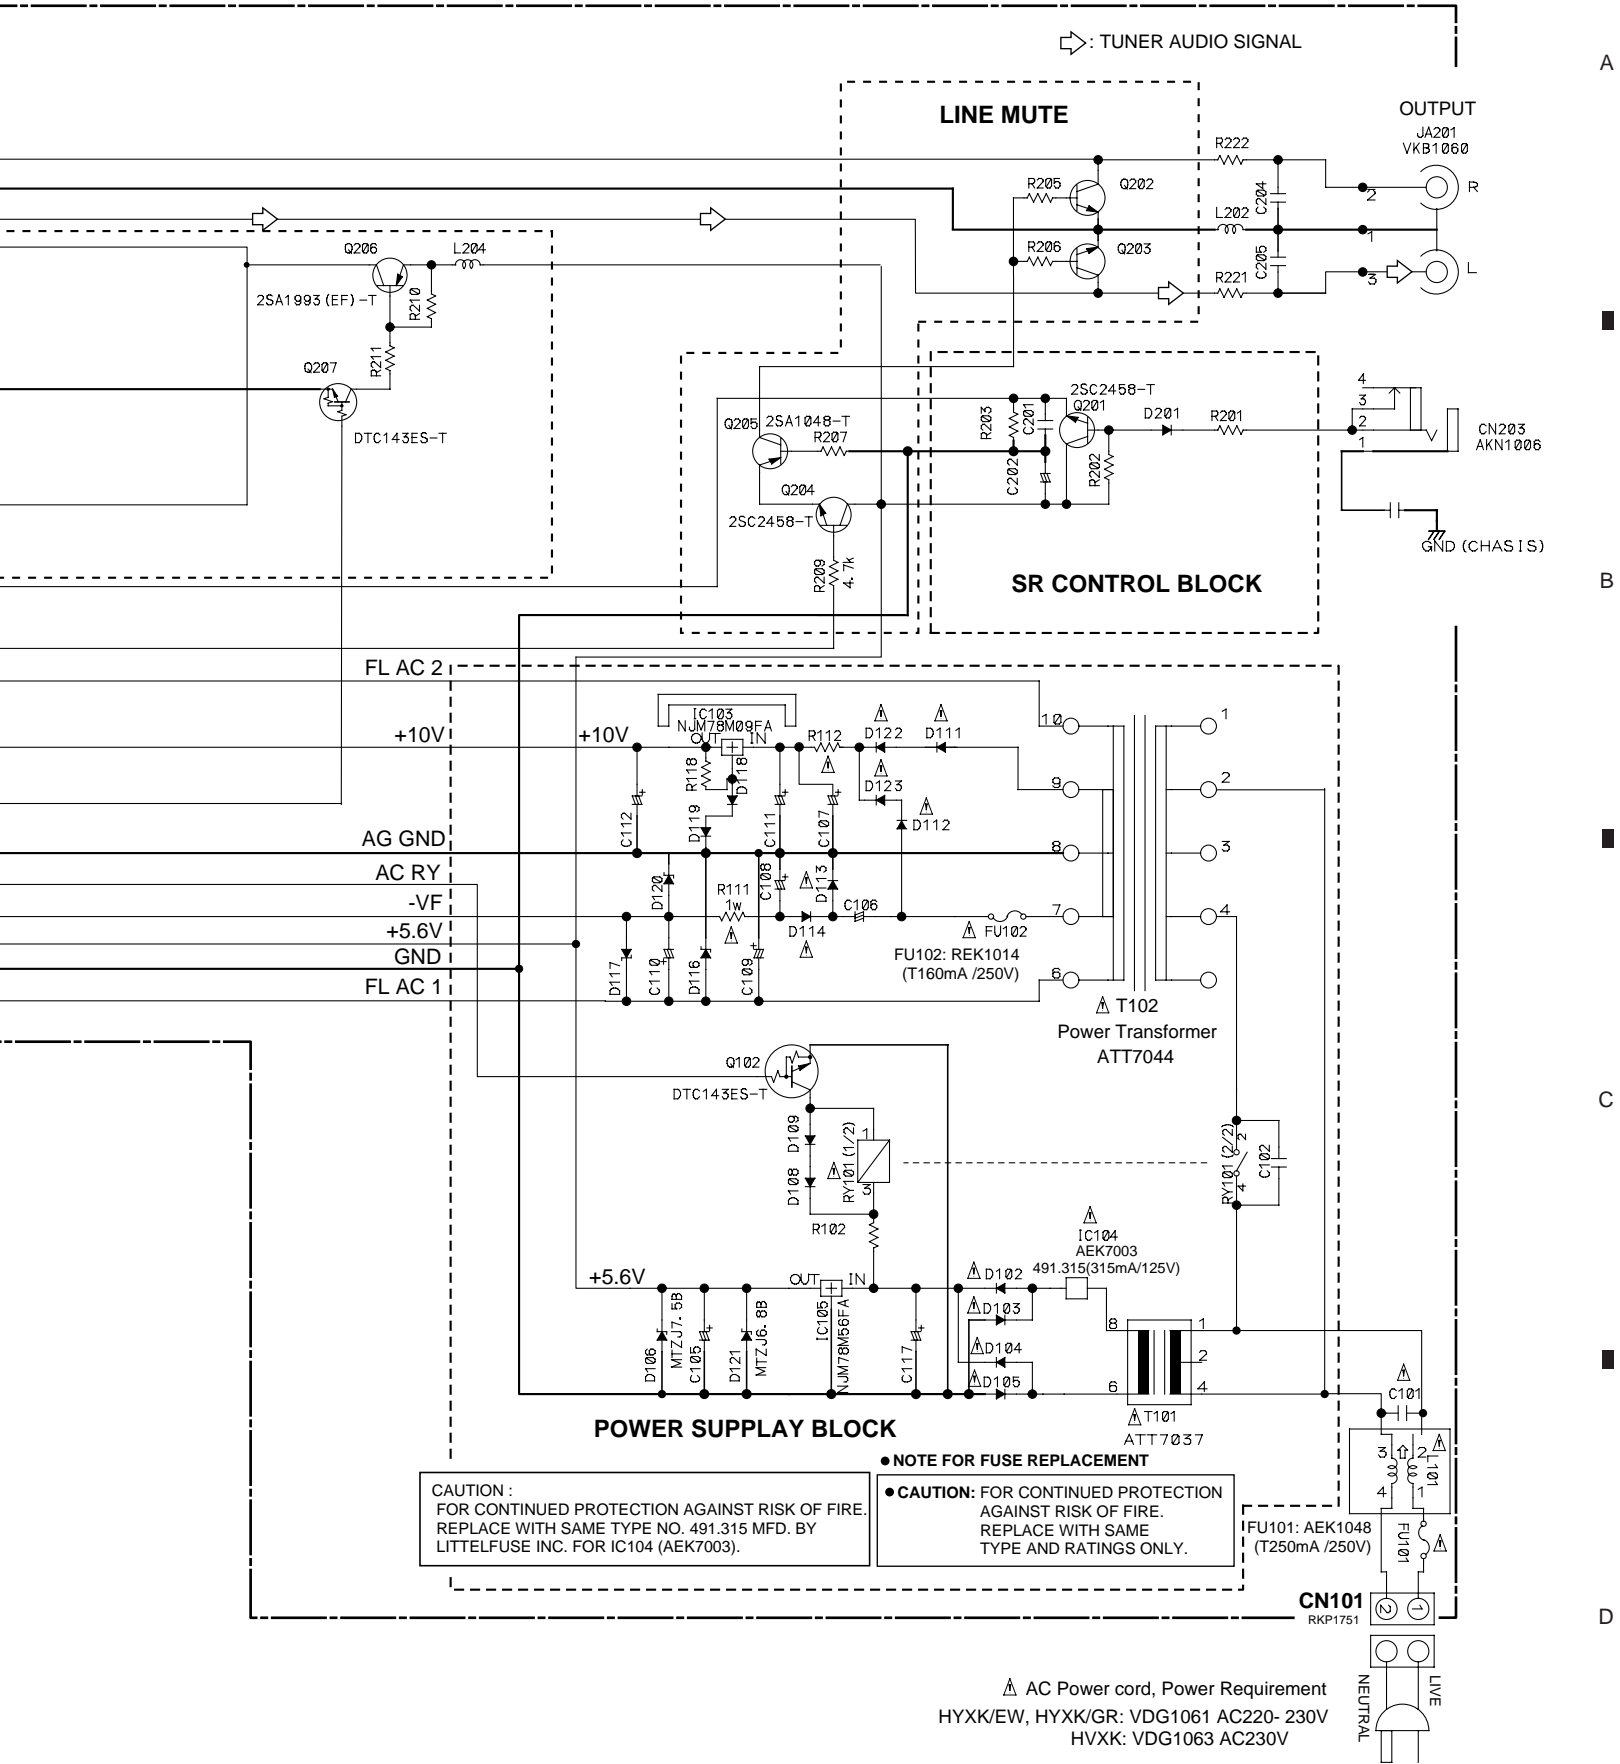 : TUNER AUDIO SIGNAL
A
LINE MUTE
OUTPUT
JA201
VKB1060
R222
R205
Q202
C204
2
R
L202
1
Q206
L204
R206
Q203
C205
R221
3
L
2SA1993(EF)-T
R210
R211
Q207
DTC143ES-T
2SC2458-T
Q201
D201
R201
4
3
2
1
CN203
AKN1006
Q205
2SA1048-T
R207
R203
C201
C202
R202
Q204
2SC2458-T
GND (CHASIS)
R209
4.7k
SR CONTROL BLOCK
B
FL AC 2
IC103
NJM78M09FA
OUT
IN
+10V
+10V
R112
D122
D111
10
1
R118
D118
D123
9
2
C112
D119
C111
C107
D112
AG GND
8
3
AC RY
D120
C108
D113
-VF
R111
1w
C106
7
4
+5.6V
D114
FU102
GND
FU102: REK1014
(T160mA /250V)
FL AC 1
D117
C110
D116
C109
6
T102
Power Transformer
ATT7044
Q102
DTC143ES-T
C
D109
D108
RY101 (1/2)
1
3
RY101 (2/2)
2
4
C102
R102
IC104
AEK7003
491.315(315mA/125V)
+5.6V
OUT
IN
D102
D103
D104
D105
D106
MTZJ7.5B
C105
D121
MTZJ6.8B
IC105
NJM78M56FA
C117
8
6
1
2
4
T101
ATT7037
C101
POWER SUPPLAY BLOCK
NOTE FOR FUSE REPLACEMENT
3
2
4
1
L101
CAUTION :
FOR CONTINUED PROTECTION AGAINST RISK OF FIRE.
REPLACE WITH SAME TYPE NO. 491.315 MFD. BY
LITTELFUSE INC. FOR IC104 (AEK7003).
CAUTION: FOR CONTINUED PROTECTION
AGAINST RISK OF FIRE.
REPLACE WITH SAME
TYPE AND RATINGS ONLY.
FU101: AEK1048
(T250mA /250V)
FU101
CN101
RKP1751
2
1
D
NEUTRAL
LIVE
AC Power cord, Power Requirement
HYXK/EW, HYXK/GR: VDG1061 AC220- 230V
HVXK: VDG1063 AC230V